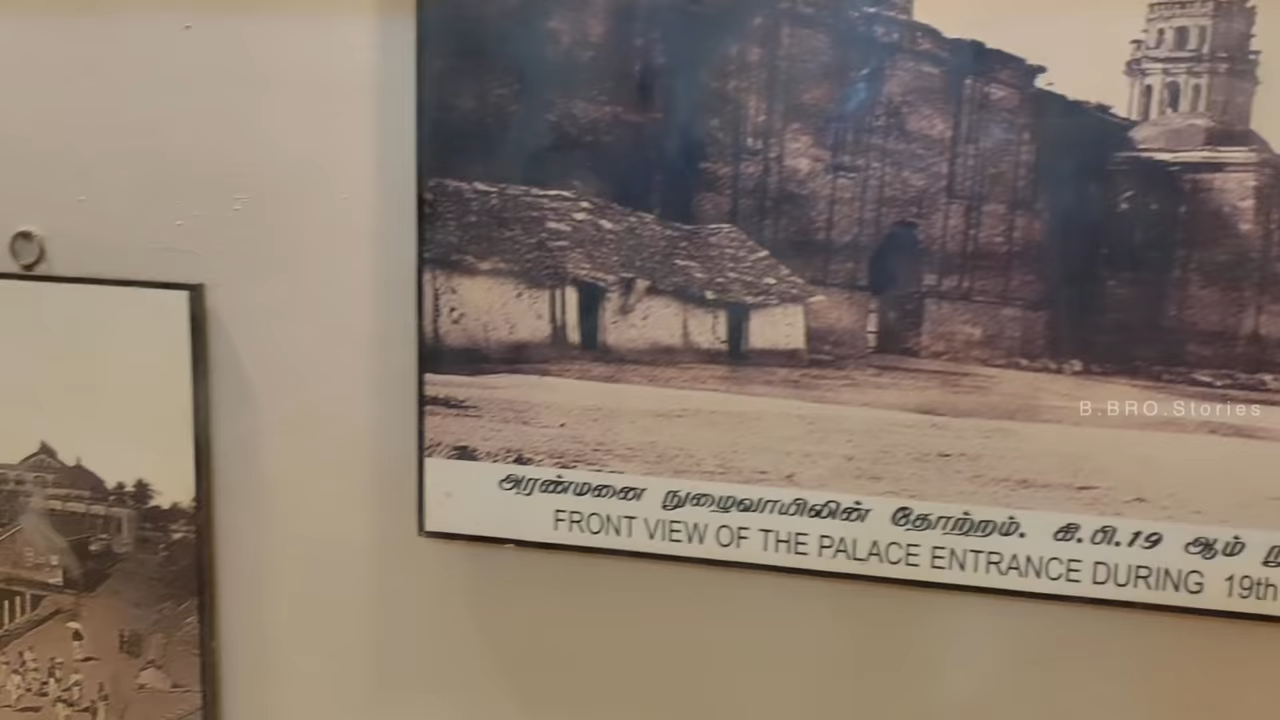 B.BRO.Stories
அரண்மனை நுழைவாயிலின் தோற்றம். கி.பி.19 ஆம்
FRONT VIEW OF THE PALACE ENTRANCE DURING 19th